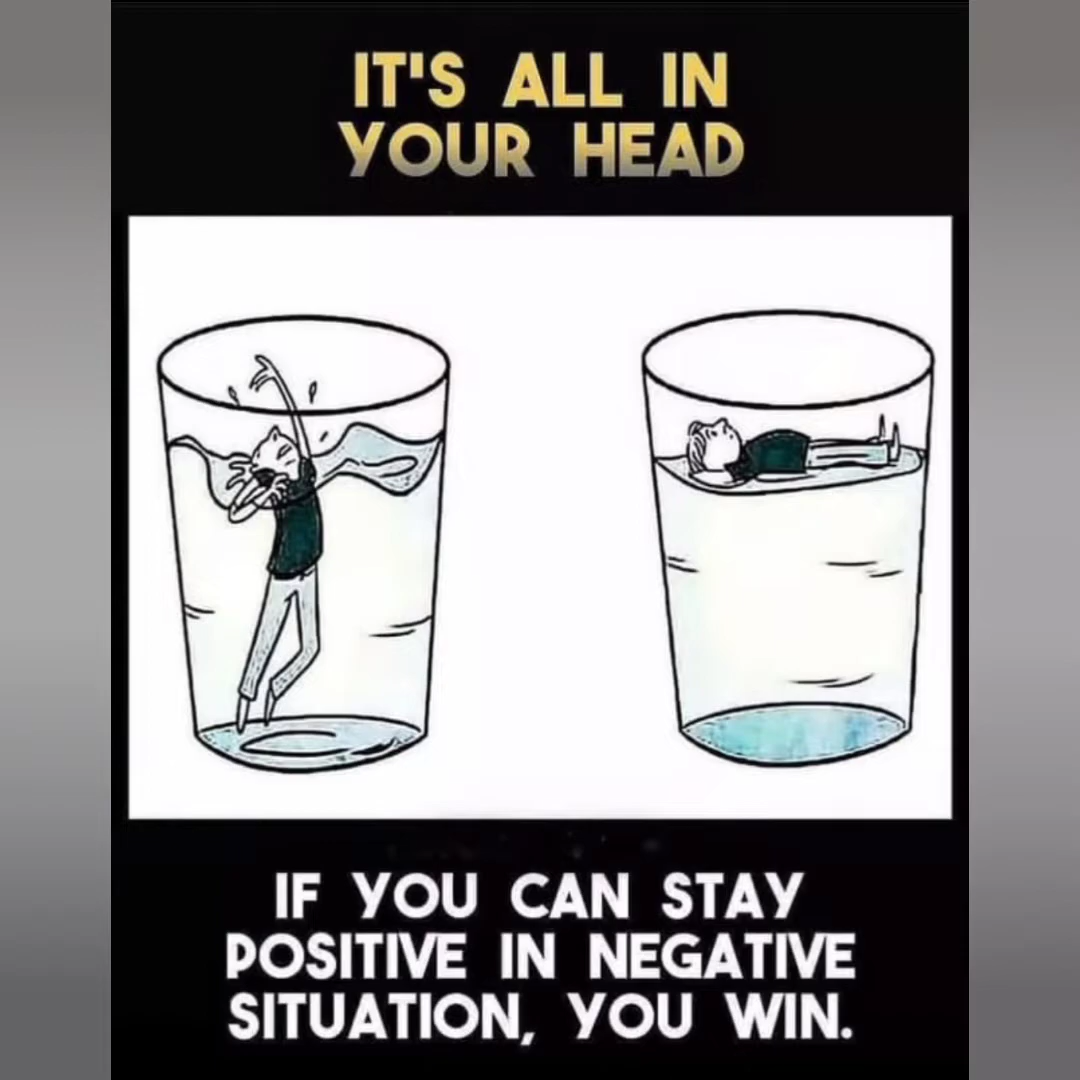 IT'S ALL IN
YOUR HEAD
IF YOU CAN STAY
POSITIVE IN NEGATIVE
SITUATION, YOU WIN.